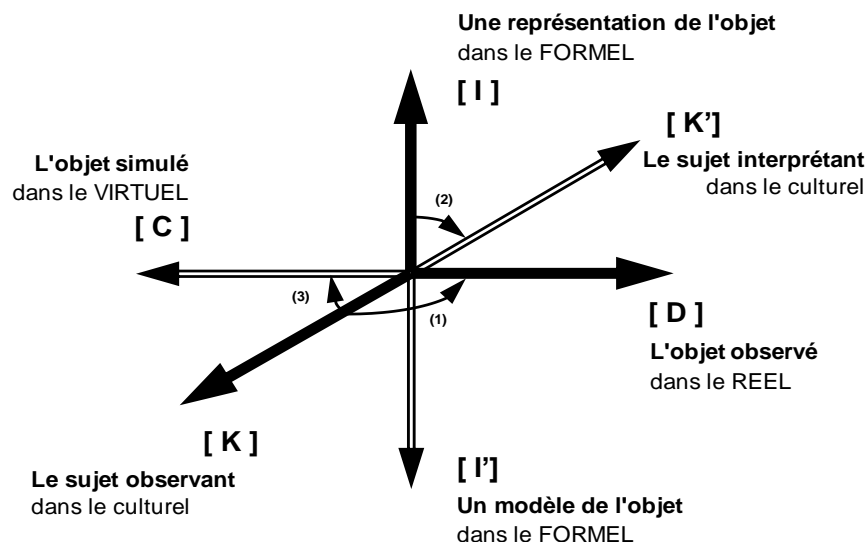 Une représentation de l'objet
dans le FORMEL
[ I ]
[ K’]
Le sujet interprétant
dans le culturel
L'objet simulé
dans le VIRTUEL
[ C ]
(2)
(3)
(1)
[ D ]
L'objet observé
dans le REEL
[ K ]
Le sujet observant
dans le culturel
[ I’]
Un modèle de l'objet
dans le FORMEL